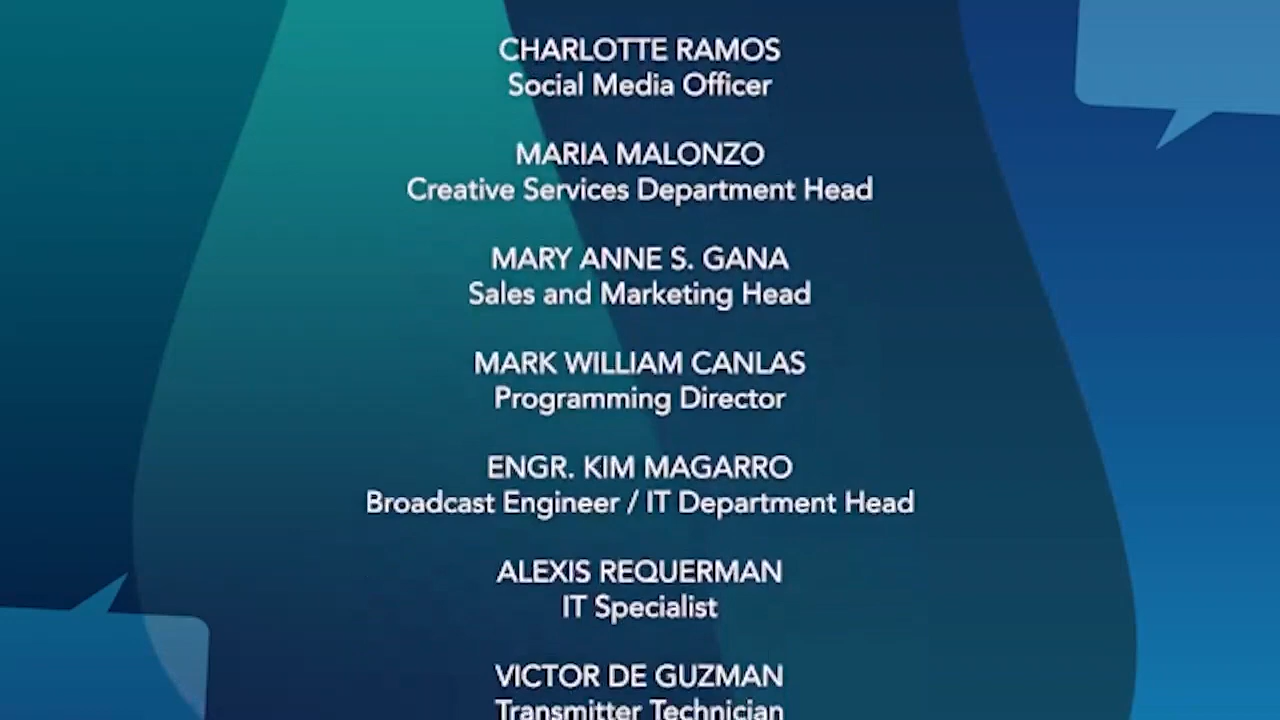 CHARLOTTE RAMOS
Social Media Officer
MARIA MALONZO
Creative Services Department Head
MARY ANNE S. GANA
Sales and Marketing Head
MARK WILLIAM CANLAS
Programming Director
ENGR. KIM MAGARRO
Broadcast Engineer / IT Department Head
ALEXIS REQUERMAN
IT Specialist
VICTOR DE GUZMAN
Transmitter Technician